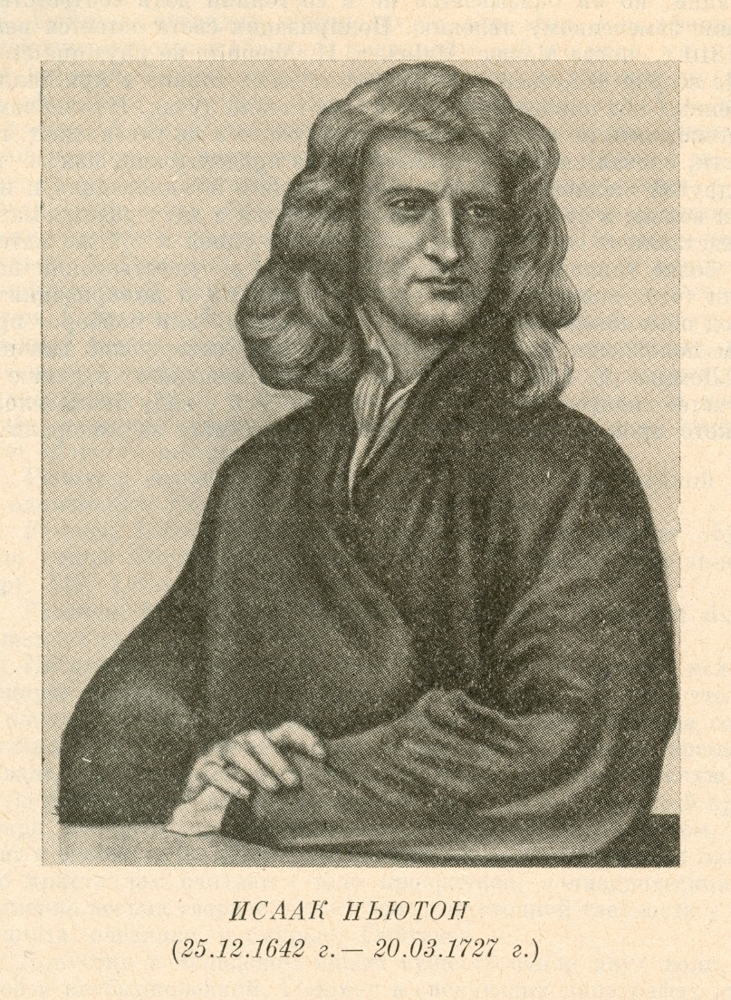 ИСААК НЬЮТОН
(25.12.1642 г. — 20.03.1727 г.)